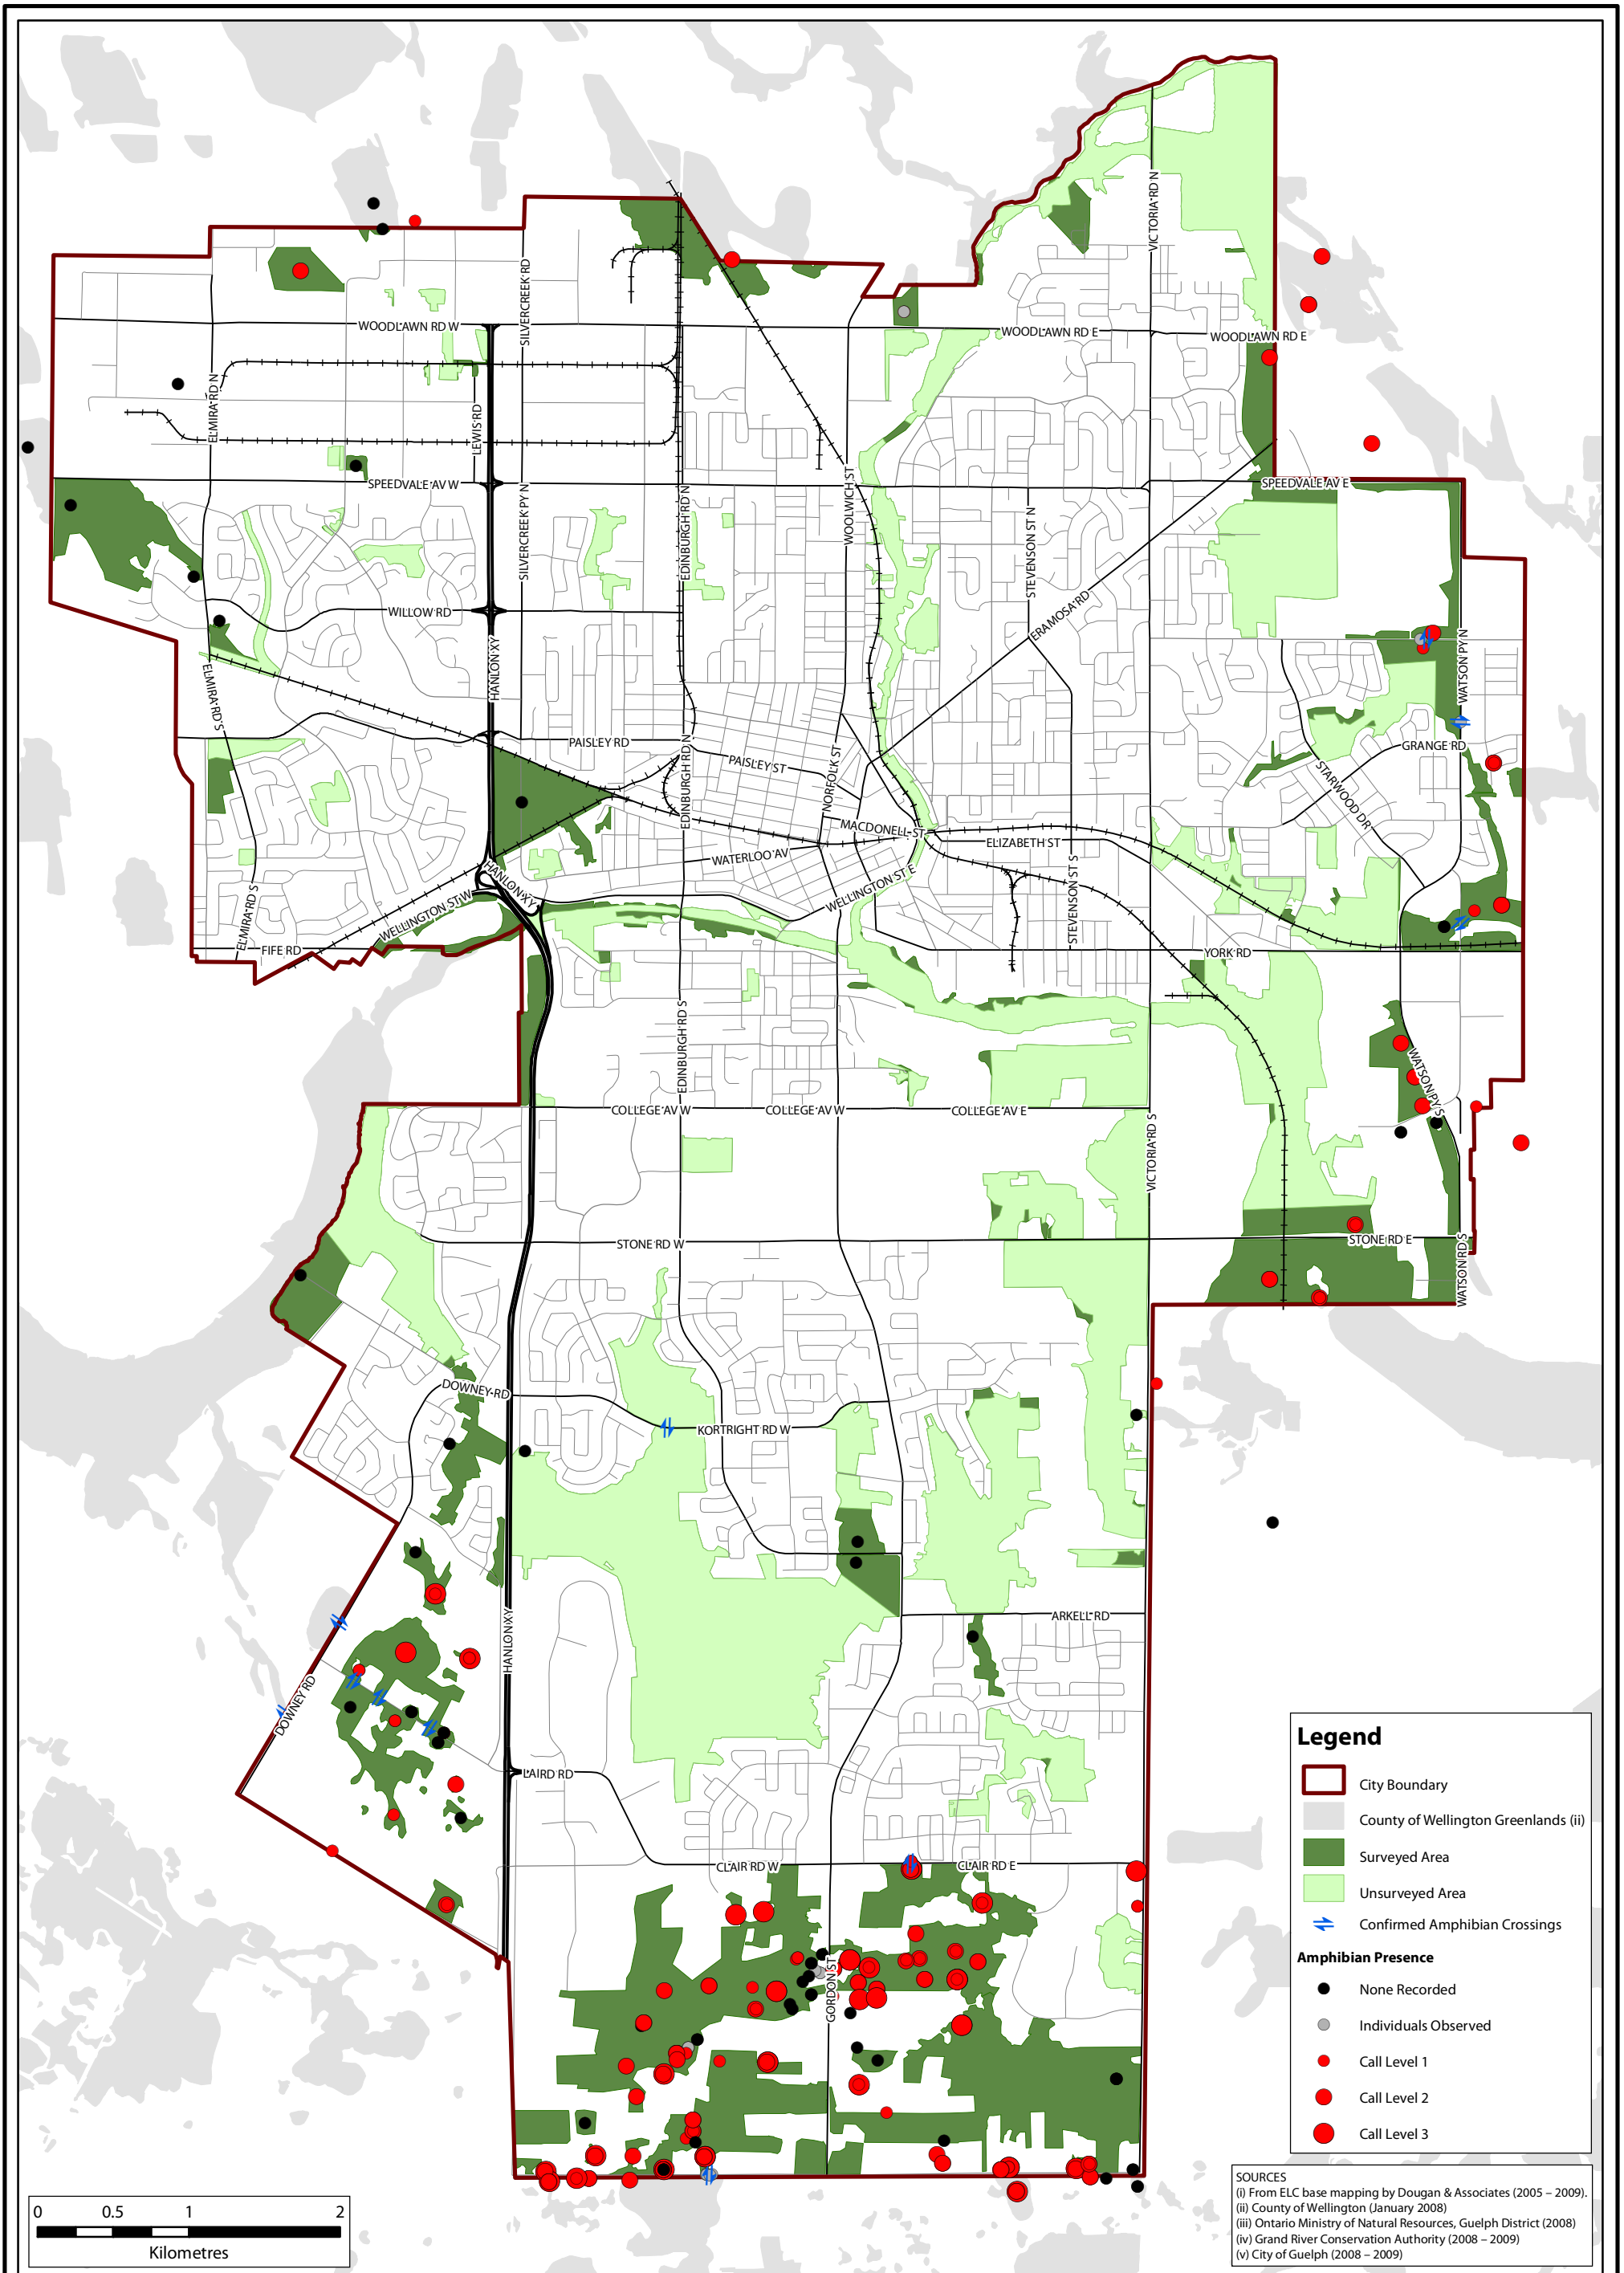 VICTORIA RD N
SILVERCREEK RD
WOODLAWN RD W
WOODLAWN RD E
WOODLAWN RD E
ELMIRA RD N
LEWIS RD
SPEEDVALE AV W
SPEEDVALE AV E
SILVERCREEK PY N
EDINBURGH RD N
WOOLWICH ST
STEVENSON ST N
ERAMOSA RD
WILLOW RD
HANLON XY
ELMIRA RD S
WATSON PY N
PAISLEY RD
PAISLEY ST
GRANGE RD
EDINBURGH RD N
NORFOLK ST
STARWOOD DR
MACDONELL ST
ELIZABETH ST
WATERLOO AV
HANLON XY
WELLINGTON ST E
STEVENSON ST S
WELLINGTON ST W
ELMIRA RD S
FIFE RD
YORK RD
EDINBURGH RD S
WATSON PY S
COLLEGE AV W
COLLEGE AV W
COLLEGE AV E
VICTORIA RD S
STONE RD W
STONE RD E
WATSON RD S
DOWNEY RD
KORTRIGHT RD W
ARKELL RD
HANLON XY
DOWNEY RD
LAIRD RD
CLAIR RD W
CLAIR RD E
GORDON ST
Legend
City Boundary
County of Wellington Greenlands (ii)
Surveyed Area
Unsurveyed Area
Confirmed Amphibian Crossings
Amphibian Presence
None Recorded
Individuals Observed
Call Level 1
Call Level 2
Call Level 3
SOURCES
(i) From ELC base mapping by Dougan & Associates (2005 – 2009).
(ii) County of Wellington (January 2008)
(iii) Ontario Ministry of Natural Resources, Guelph District (2008)
(iv) Grand River Conservation Authority (2008 – 2009)
(v) City of Guelph (2008 – 2009)
0 0.5 1 2
Kilometres